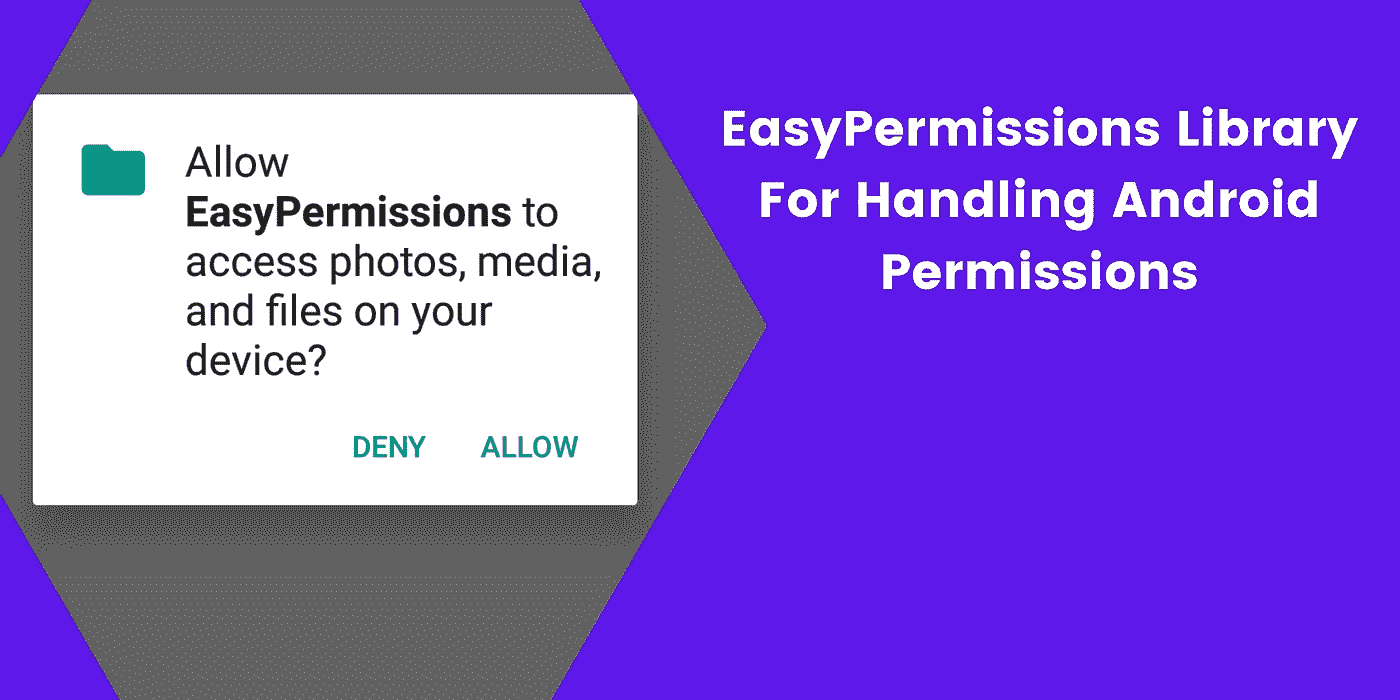 Allow
EasyPermissions to
access photos, media,
and files on your
device?
DENY ALLOW
EasyPermissions Library
For Handling Android
Permissions